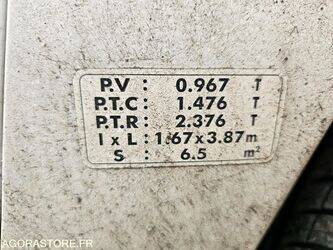 P.V : 0.967 T
P.T.C : 1.476 T
P.T.R : 2.376 T
l x L : 1.67 x 3.87 m
S : 6.5 m²
AGORASTORE.FR